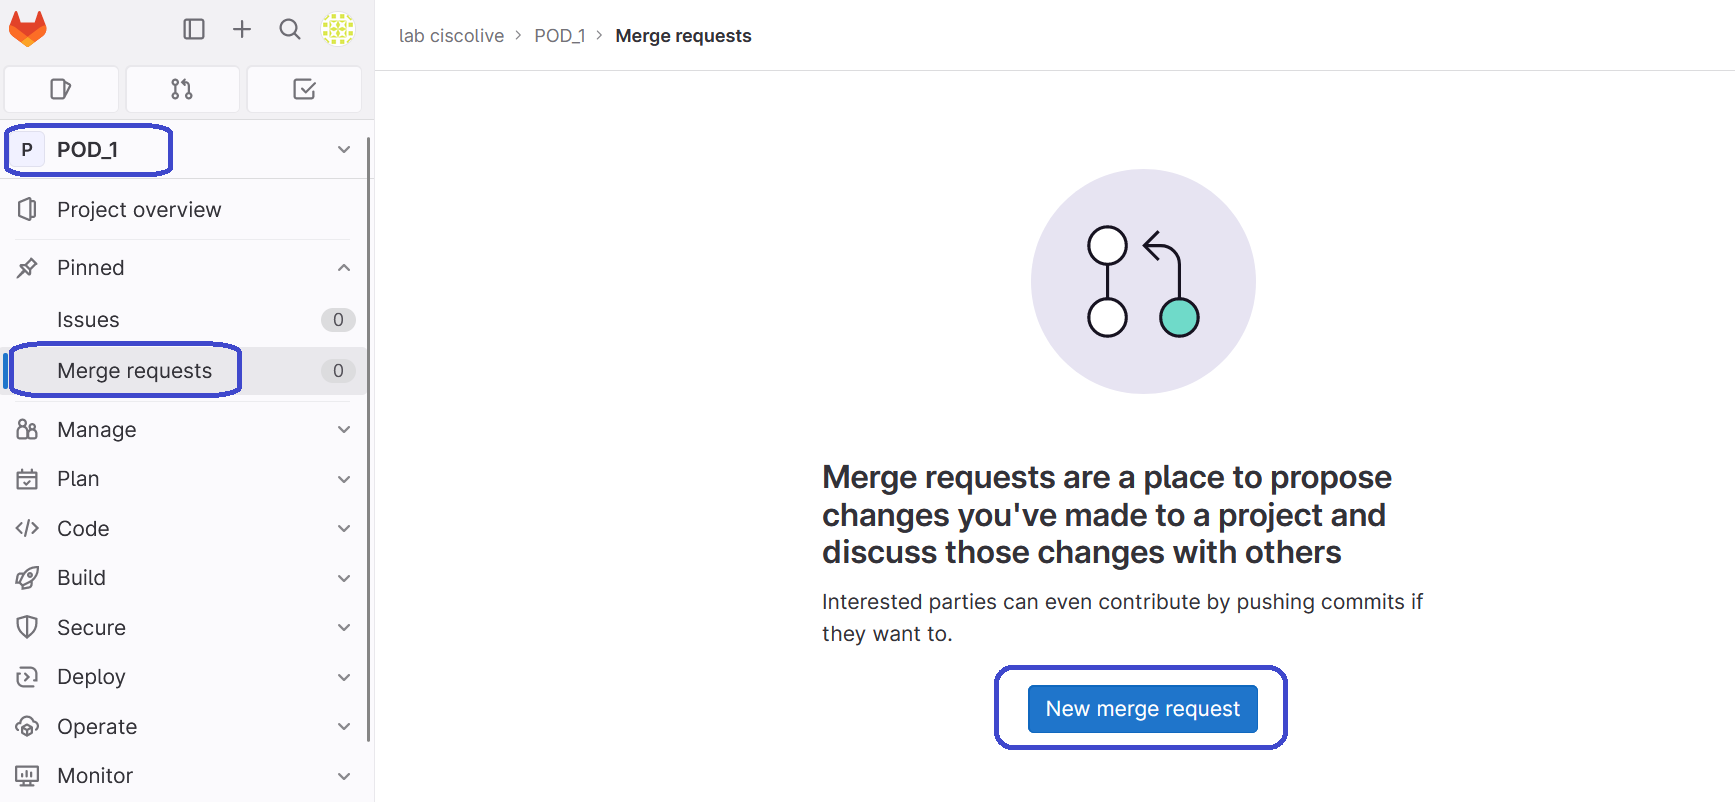 lab ciscolive > POD_1 > Merge requests
P POD_1
Project overview
Pinned
Issues 0
Merge requests 0
Manage
Plan
Code
Build
Secure
Deploy
Operate
Monitor
Merge requests are a place to propose
changes you've made to a project and
discuss those changes with others
Interested parties can even contribute by pushing commits if
they want to.
New merge request